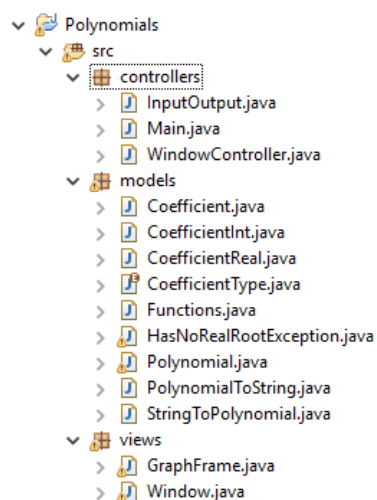 Polynomials
src
controllers
InputOutput.java
Main.java
WindowController.java
models
Coefficient.java
CoefficientInt.java
CoefficientReal.java
CoefficientType.java
Functions.java
HasNoRealRootException.java
Polynomial.java
PolynomialToString.java
StringToPolynomial.java
views
GraphFrame.java
Window.java